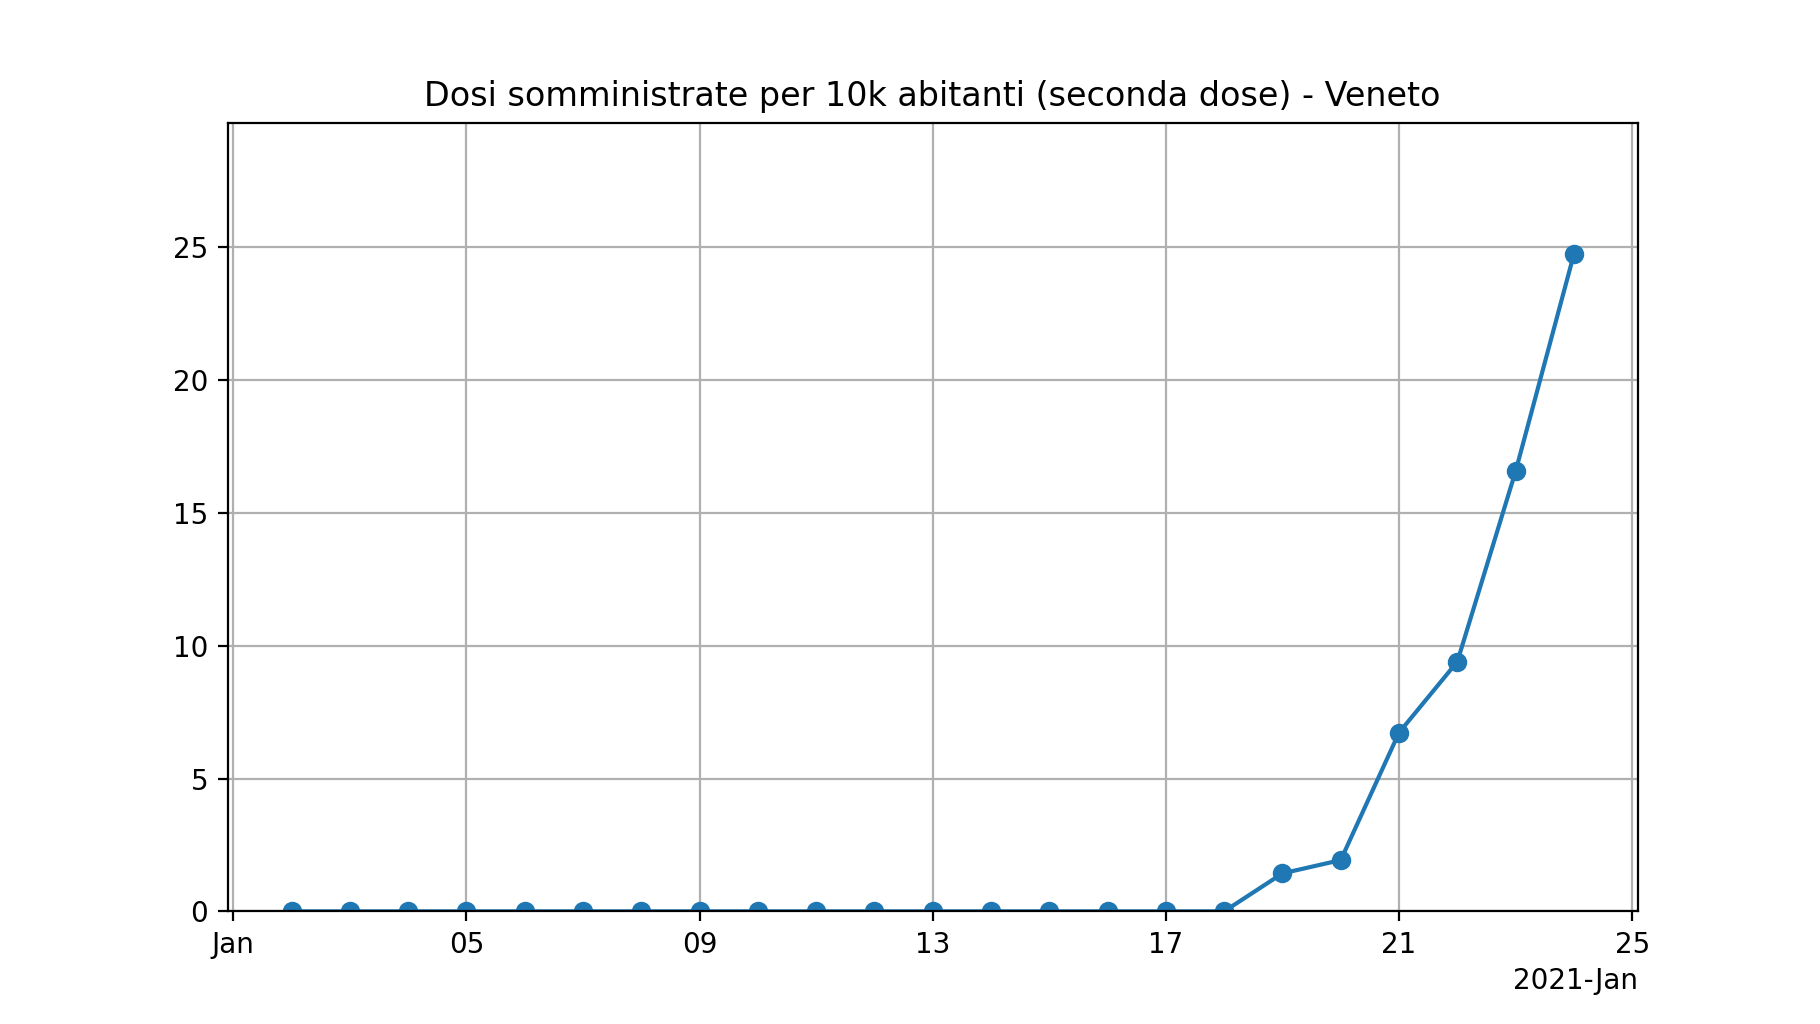 Dosi somministrate per 10k abitanti (seconda dose) - Veneto
25
20
15
10
5
0
Jan 05 09 13 17 21 25
2021-Jan